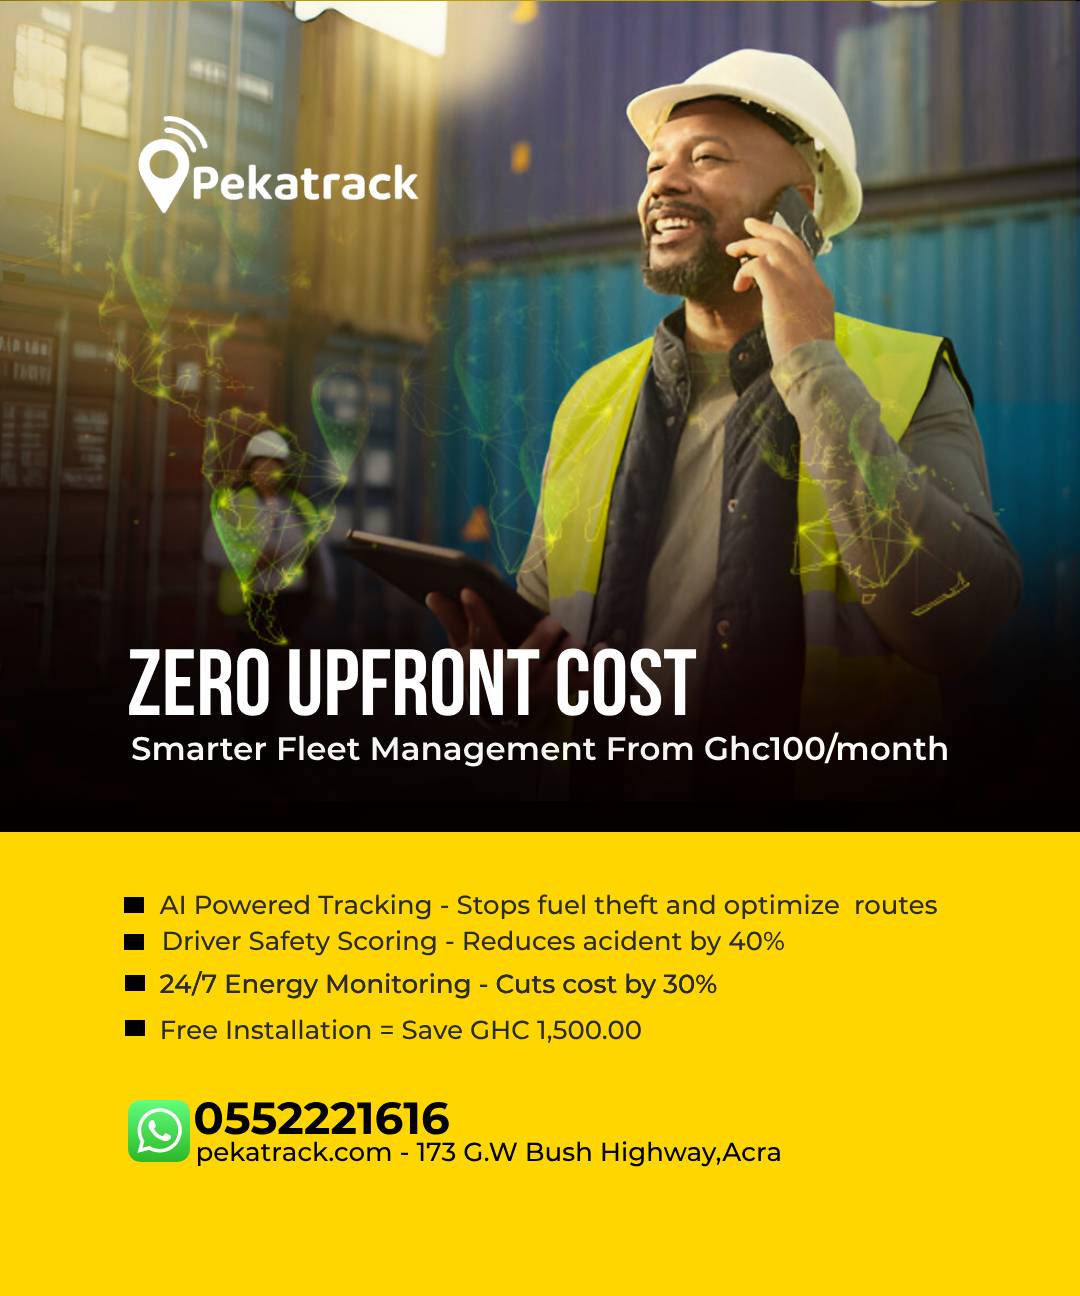 Pekatrack
ZERO UPFRONT COST
Smarter Fleet Management From Ghc100/month
AI Powered Tracking - Stops fuel theft and optimize  routes
Driver Safety Scoring - Reduces acident by 40%
24/7 Energy Monitoring - Cuts cost by 30%
Free Installation = Save GHC 1,500.00
0552221616
pekatrack.com - 173 G.W Bush Highway,Acra